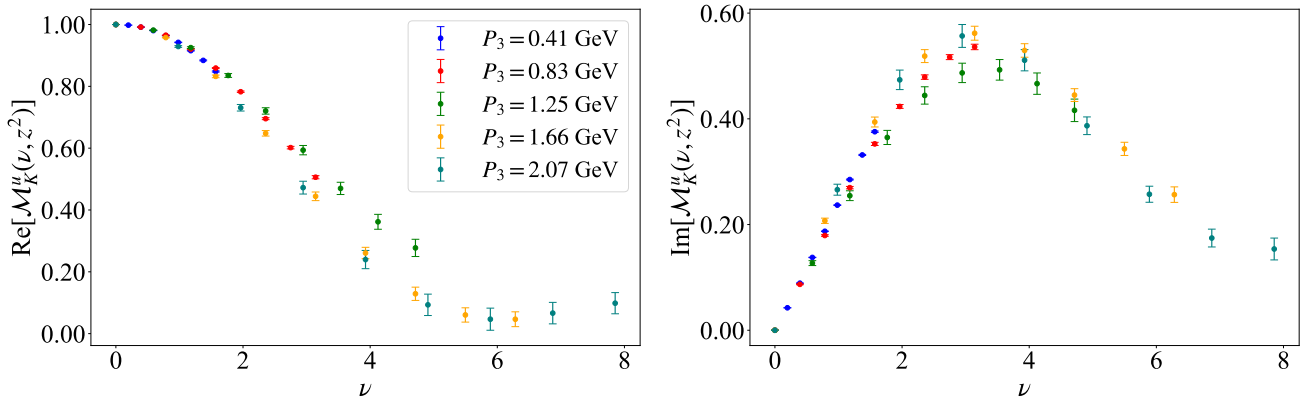 Re[ℳᵤᴷ(ν, z²)]
1.00
0.80
0.60
0.40
0.20
0.00
0 2 4 6 8
ν
P₃ = 0.41 GeV
P₃ = 0.83 GeV
P₃ = 1.25 GeV
P₃ = 1.66 GeV
P₃ = 2.07 GeV
Im[ℳᵤᴷ(ν, z²)]
0.60
0.40
0.20
0.00
0 2 4 6 8
ν